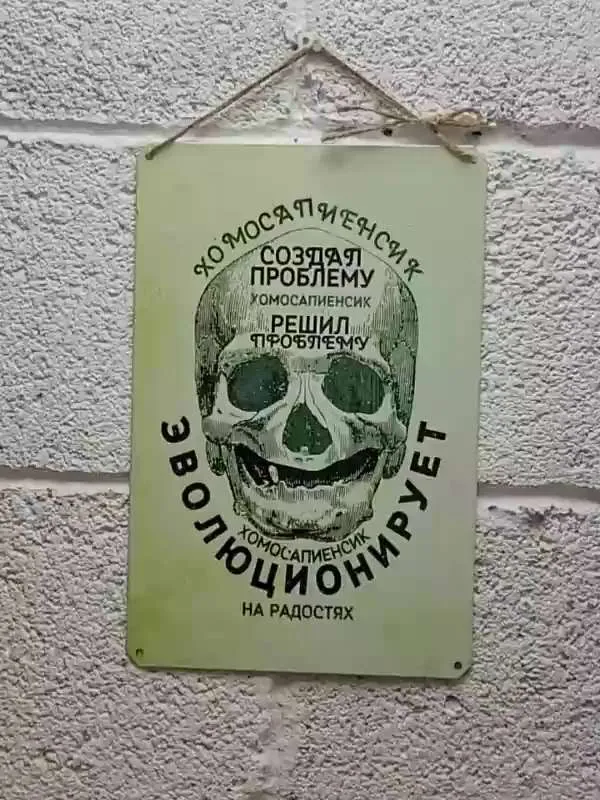 ХОМОСАПИЕНСИК
СОЗДАЛ
ПРОБЛЕМУ
ХОМОСАПИЕНСИК
РЕШИЛ
ПРОБЛЕМУ
ХОМОСАПИЕНСИК
ЭВОЛЮЦИОНИРУЕТ
НА РАДОСТЯХ